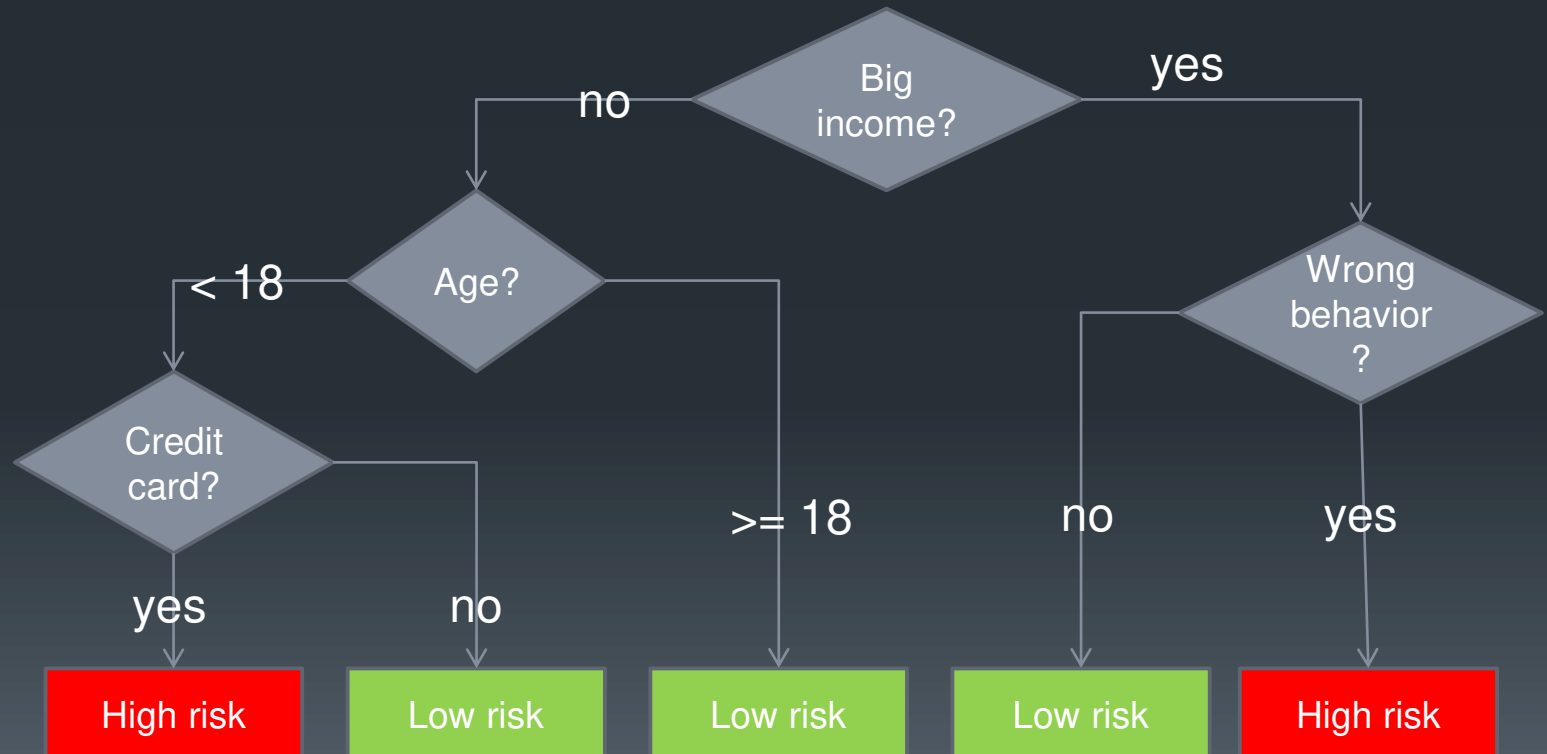 Big
income?
yes
no
Age?
< 18
Wrong
behavior
?
Credit
card?
>= 18
no
yes
yes
no
High risk
Low risk
Low risk
Low risk
High risk